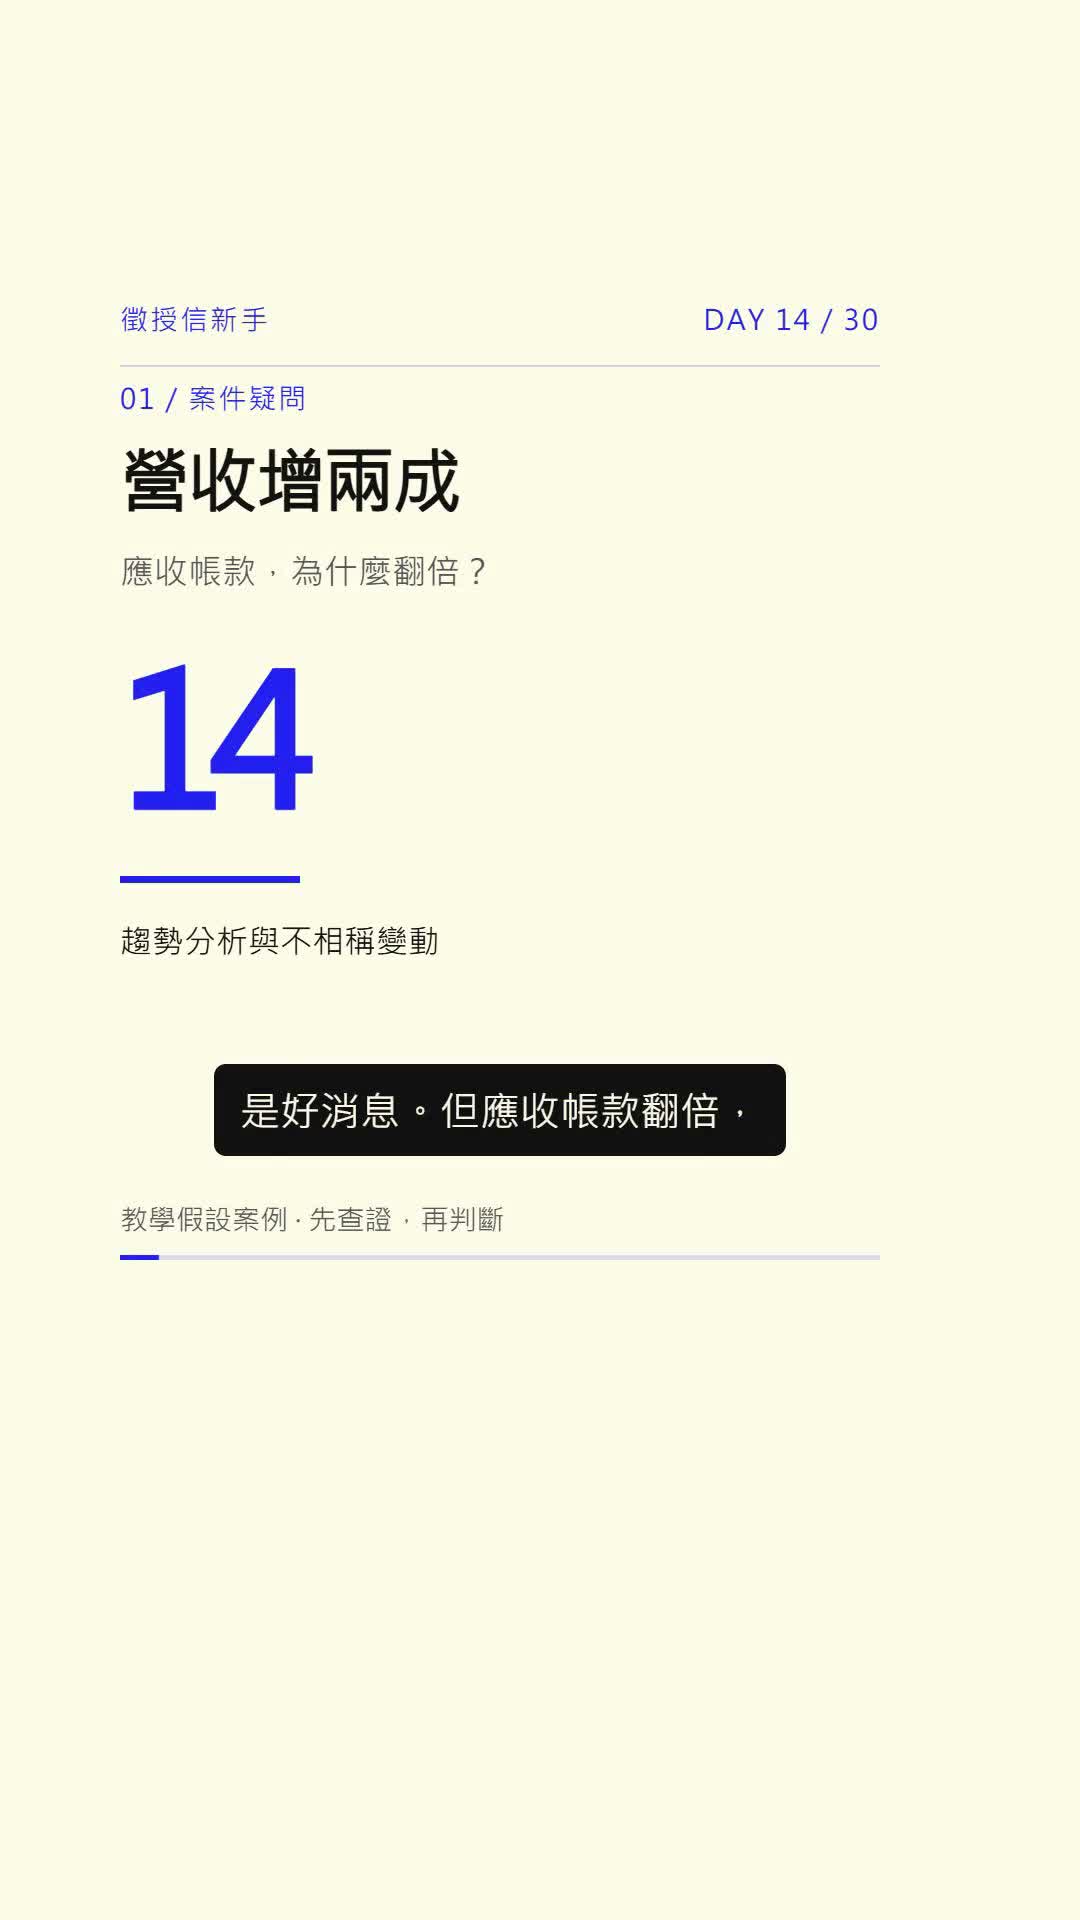 徵授信新手
DAY 14 / 30
01 / 案件疑問
營收增兩成
應收帳款，為什麼翻倍？
14
趨勢分析與不相稱變動
是好消息。但應收帳款翻倍，
教學假設案例·先查證，再判斷